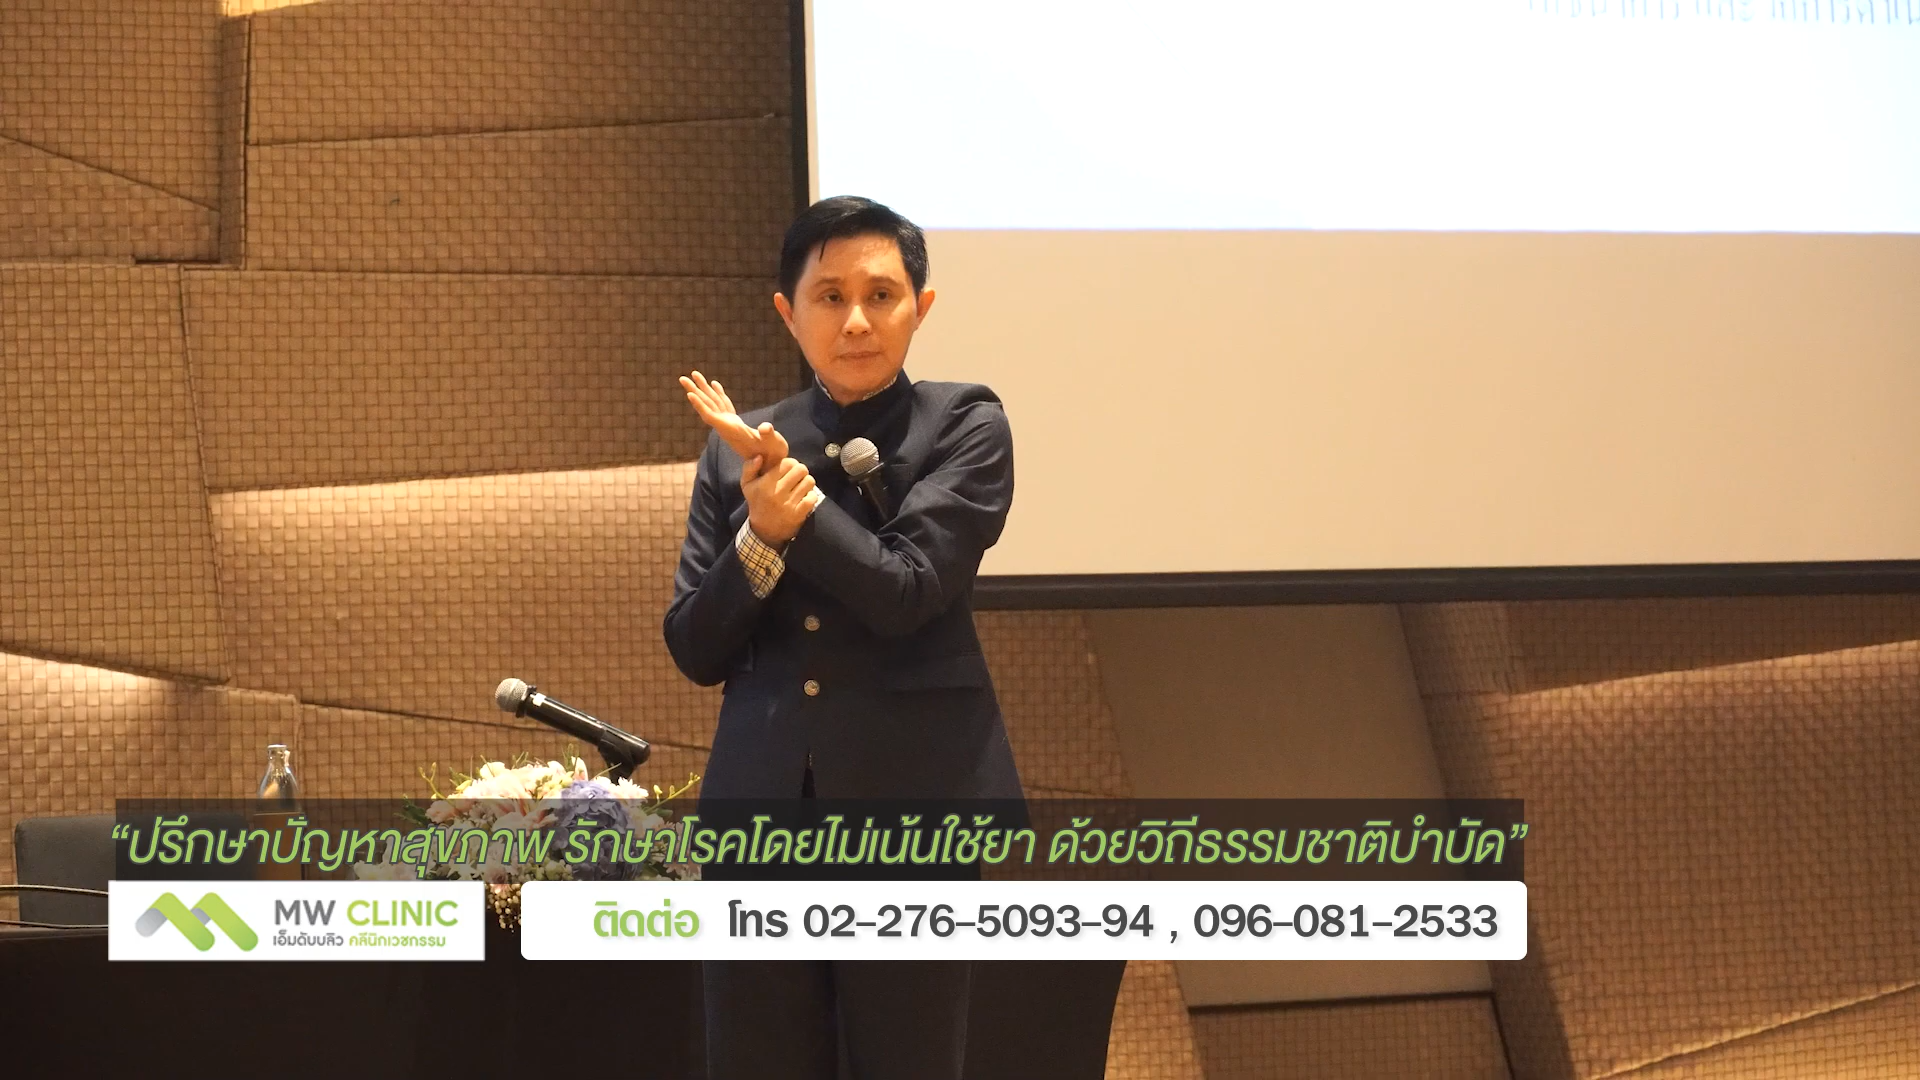 “ปรึกษาปัญหาสุขภาพ รักษาโรคโดยไม่เน้นใช้ยา ด้วยวิถีธรรมชาติบำบัด”
MW CLINIC
เอ็มดับบลิว คลีนิกเวชกรรม
ติดต่อ โทร 02-276-5093-94 , 096-081-2533